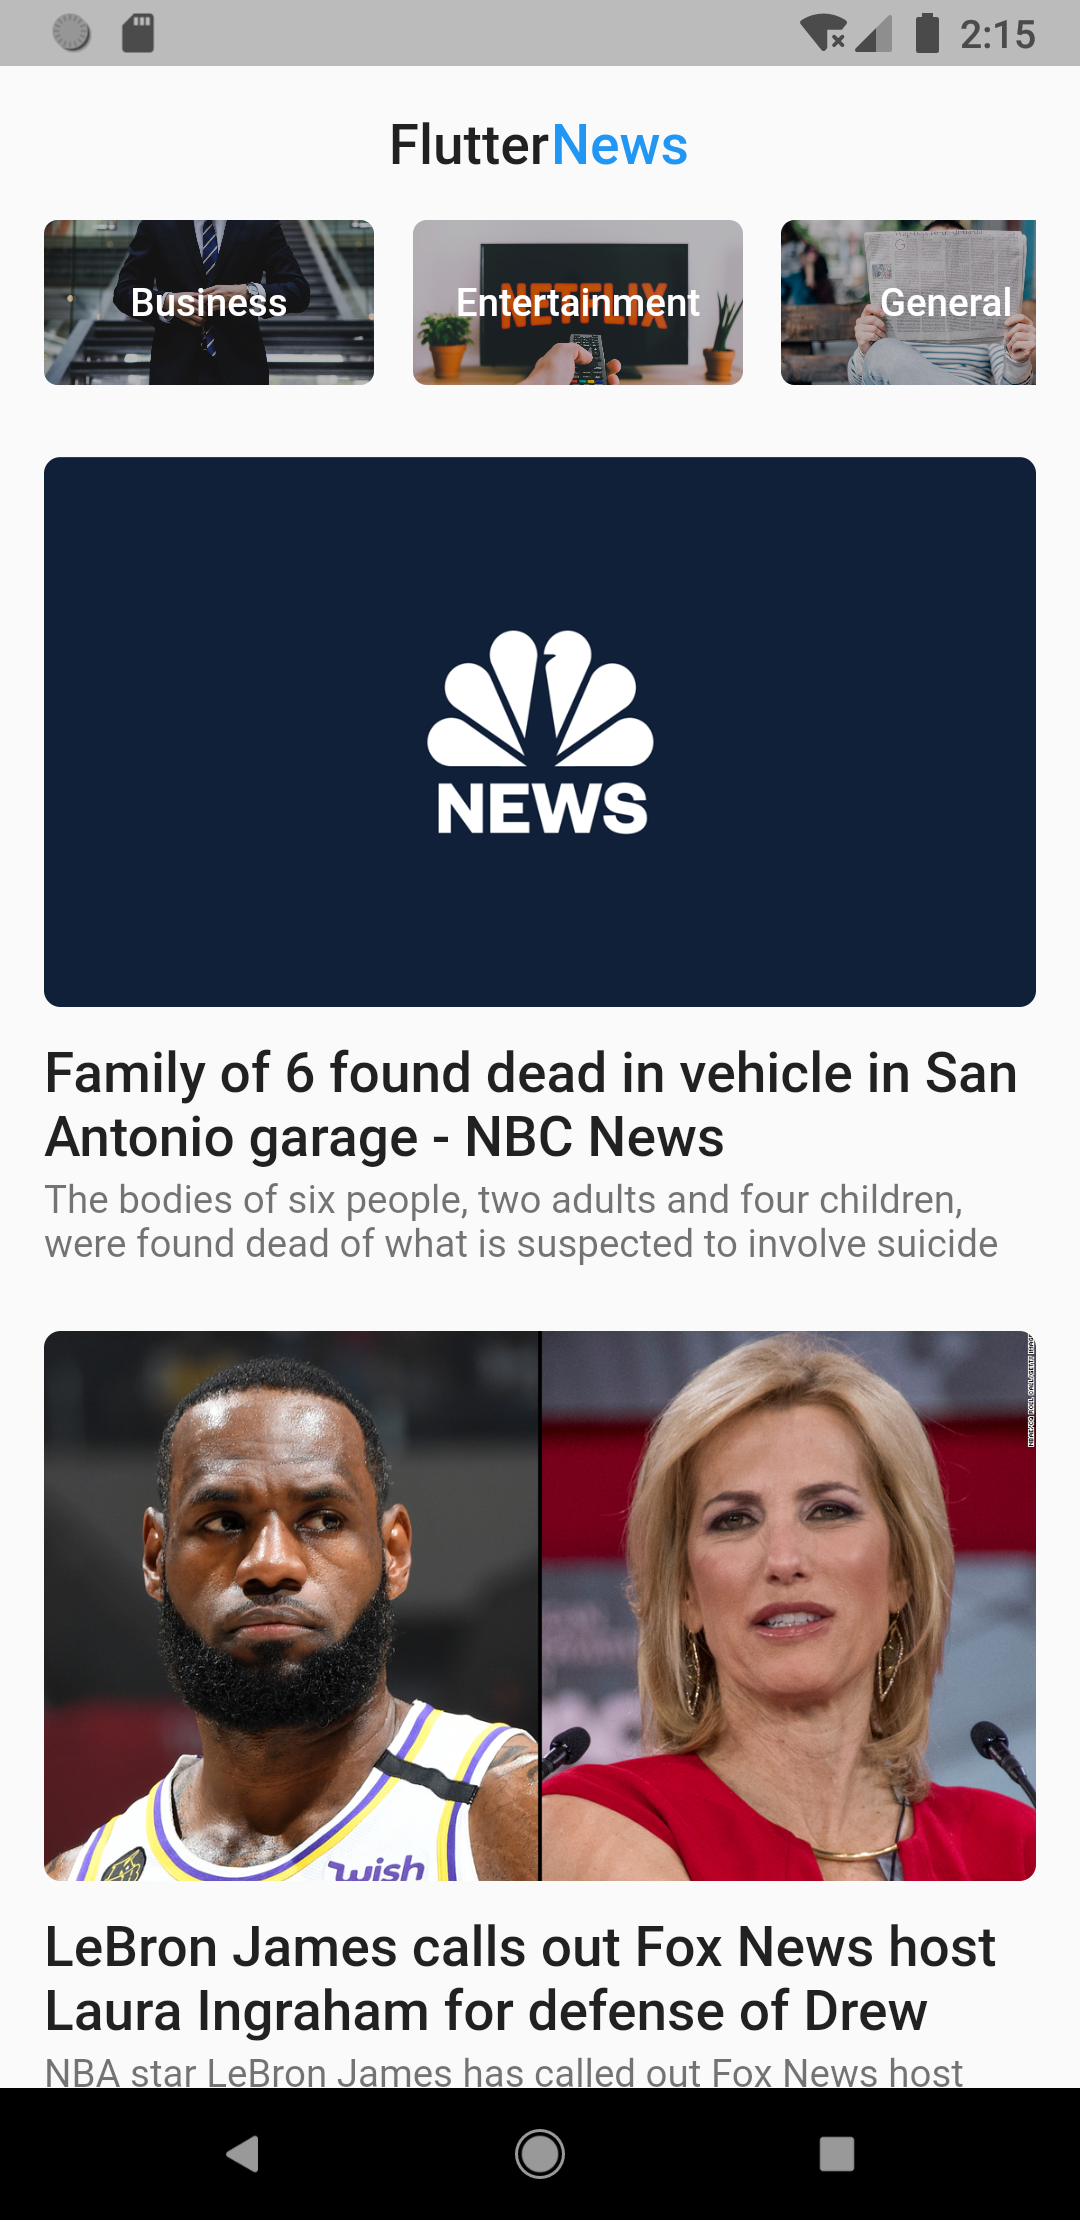 2:15
FlutterNews
Business
NETFLIX
Entertainment
General
NEWS
Family of 6 found dead in vehicle in San
Antonio garage - NBC News
The bodies of six people, two adults and four children,
were found dead of what is suspected to involve suicide
wish
LeBron James calls out Fox News host
Laura Ingraham for defense of Drew
NBA star LeBron James has called out Fox News host